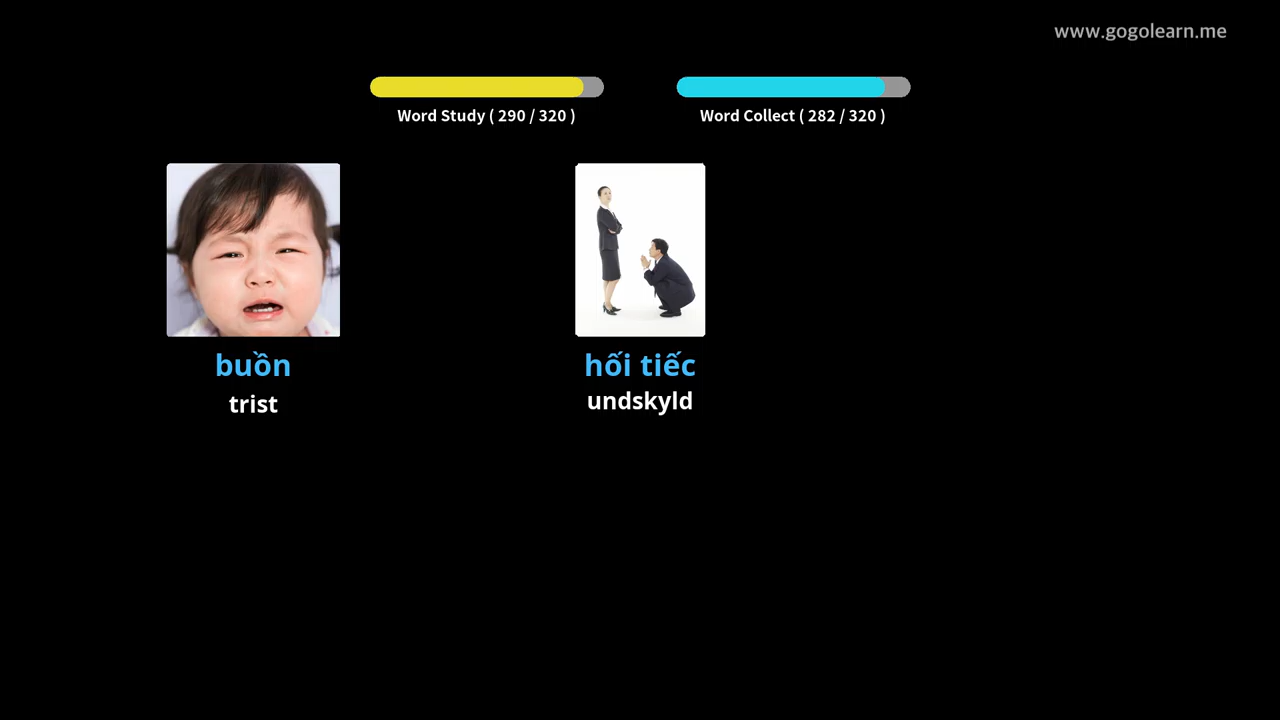 www.gogolearn.me
Word Study ( 290 / 320 )
Word Collect ( 282 / 320 )
buồn
trist
hối tiếc
undskyld